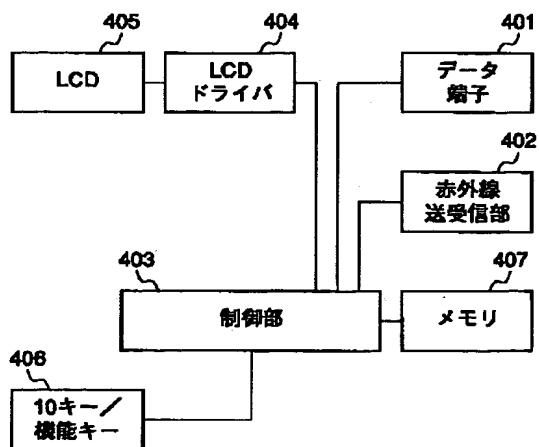 405
404
401
LCD
LCD
ドライバ
データ
端子
402
赤外線
送受信部
403
407
制御部
メモリ
406
10キー／
機能キー